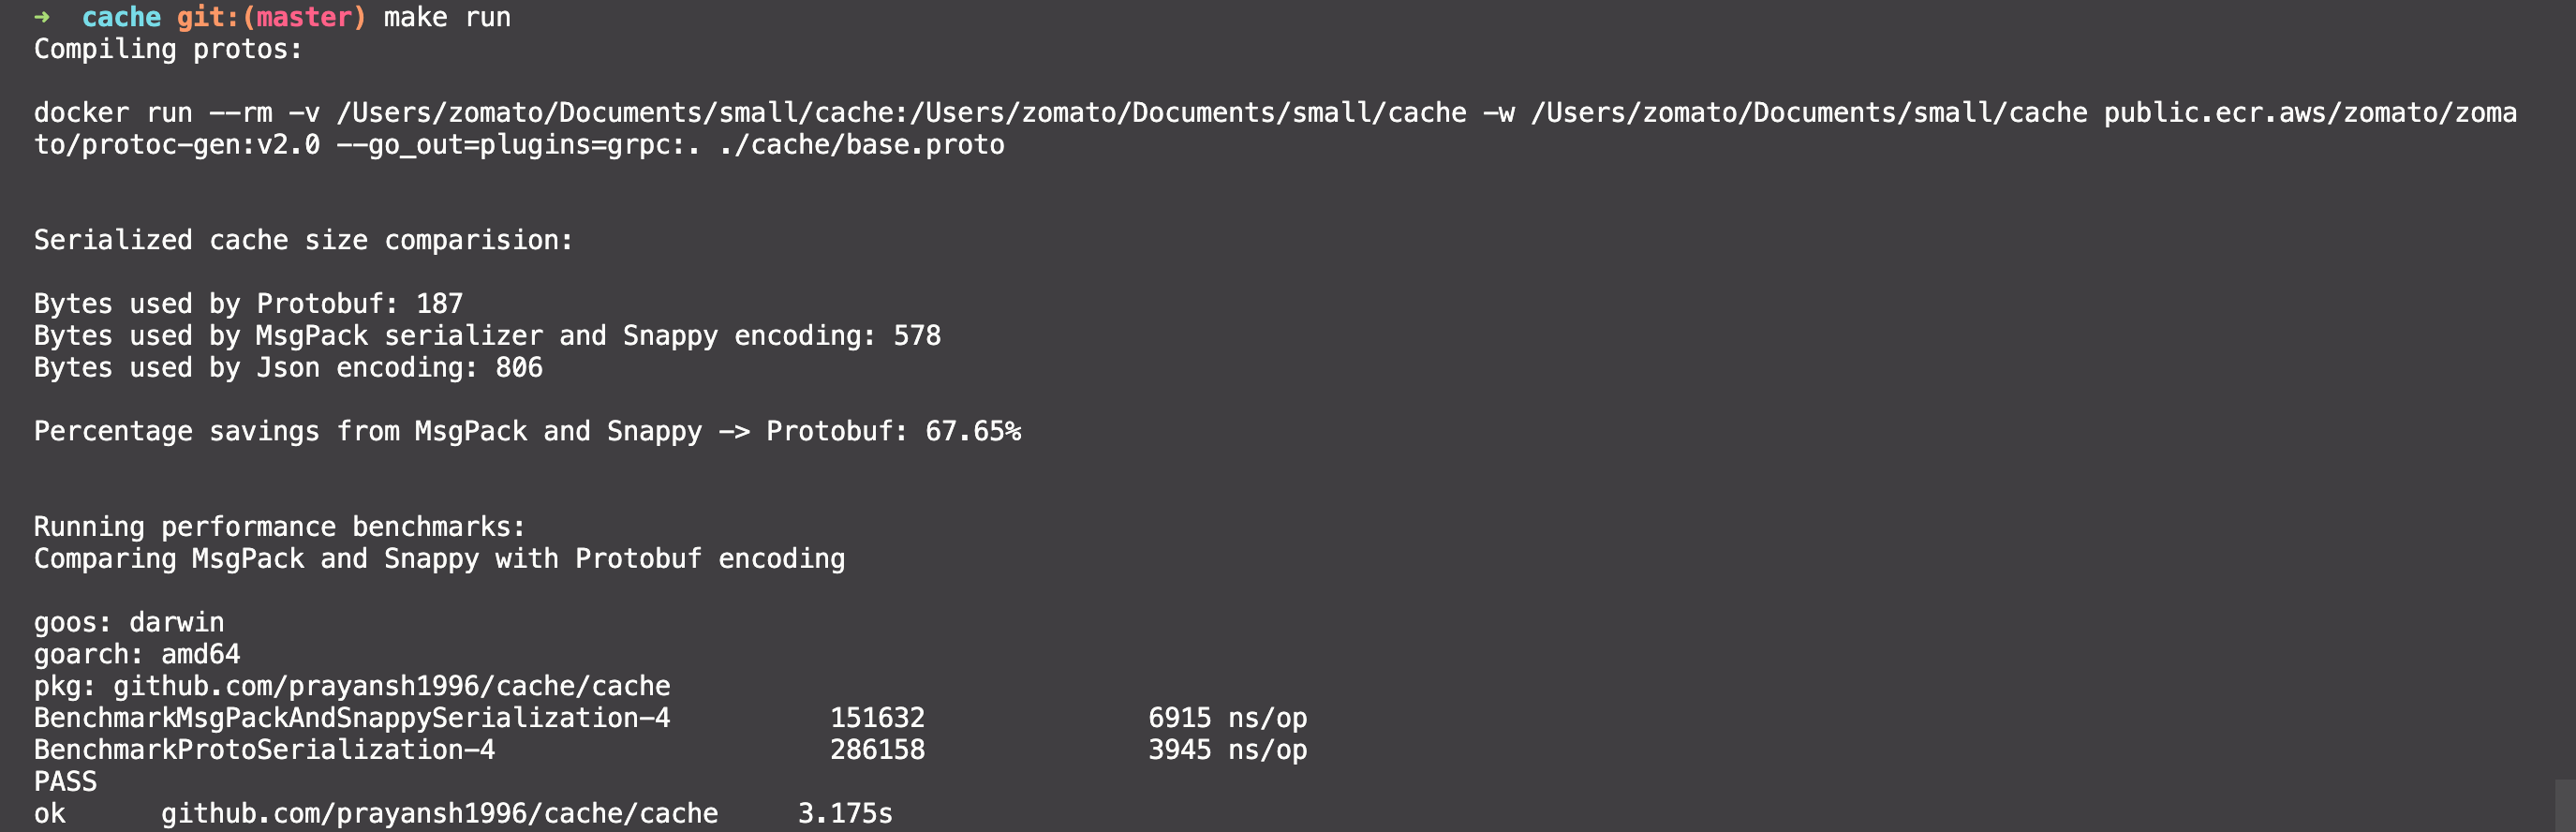 → cache git:(master) make run
Compiling protos:
docker run --rm -v /Users/zomato/Documents/small/cache:/Users/zomato/Documents/small/cache -w /Users/zomato/Documents/small/cache public.ecr.aws/zomato/zoma
to/protoc-gen:v2.0 --go_out=plugins=grpc:. ./cache/base.proto
Serialized cache size comparision:
Bytes used by Protobuf: 187
Bytes used by MsgPack serializer and Snappy encoding: 578
Bytes used by Json encoding: 806
Percentage savings from MsgPack and Snappy -> Protobuf: 67.65%
Running performance benchmarks:
Comparing MsgPack and Snappy with Protobuf encoding
goos: darwin
goarch: amd64
pkg: github.com/prayansh1996/cache/cache
BenchmarkMsgPackAndSnappySerialization-4 151632 6915 ns/op
BenchmarkProtoSerialization-4 286158 3945 ns/op
PASS
ok github.com/prayansh1996/cache/cache 3.175s